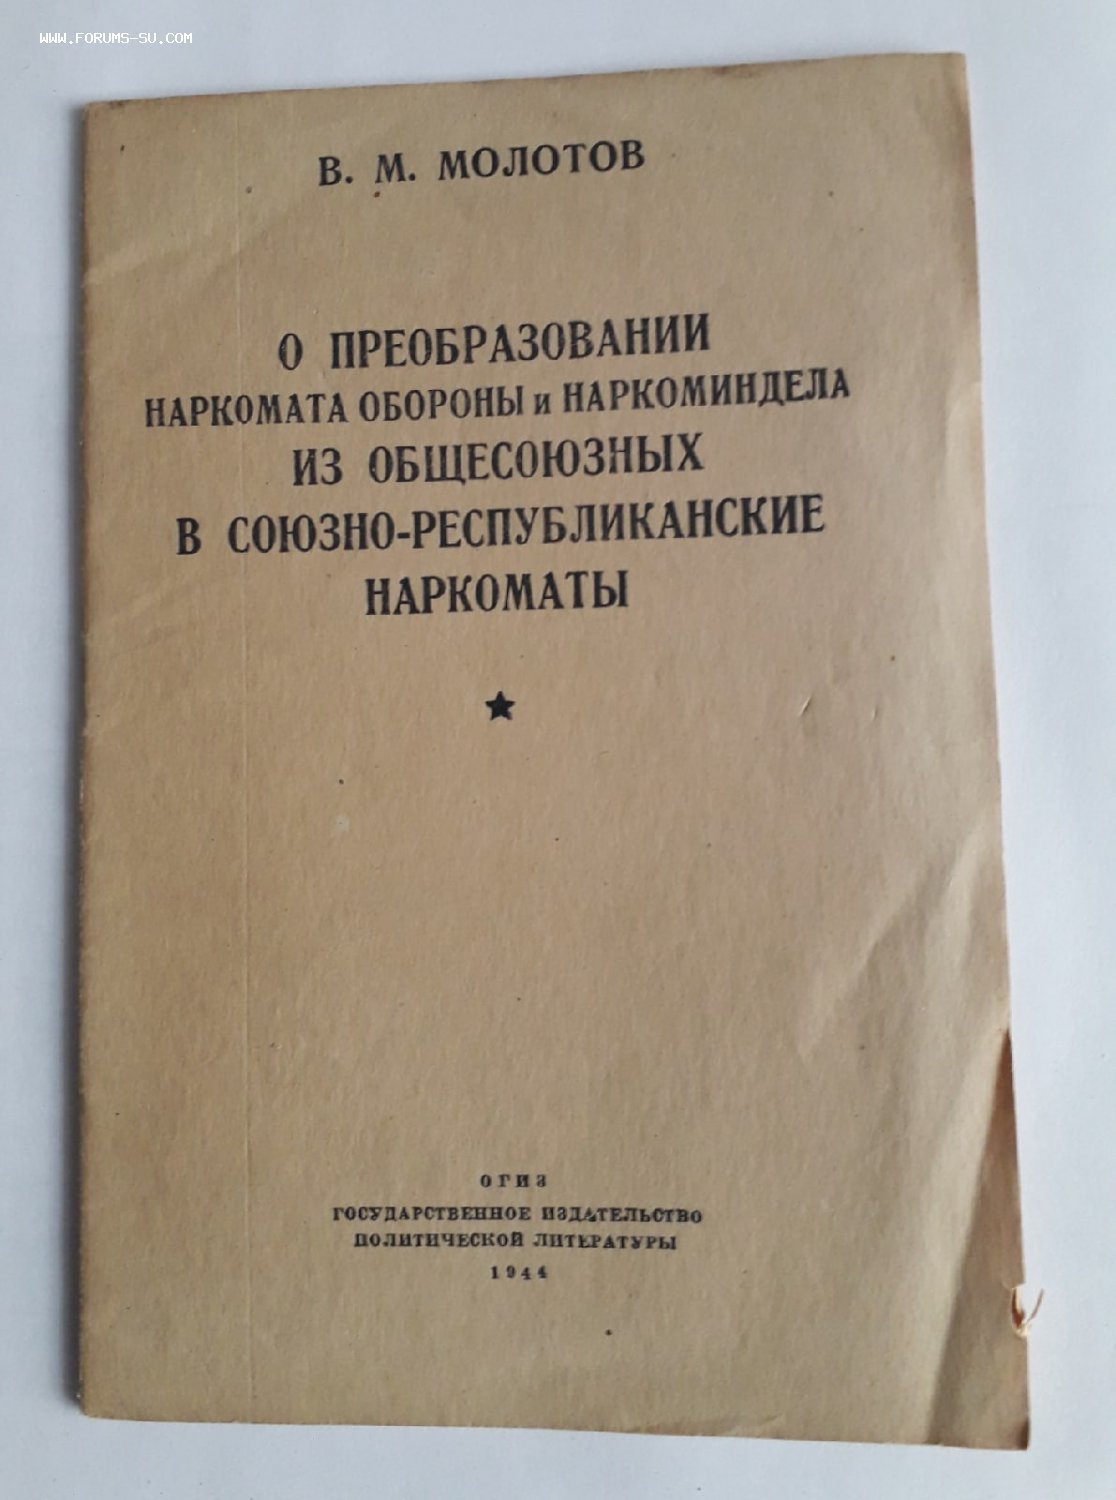 WWW.FORUMS-SU.COM
В. М. МОЛОТОВ
О ПРЕОБРАЗОВАНИИ
НАРКОМАТА ОБОРОНЫ и НАРКОМИНДЕЛА
ИЗ ОБЩЕСОЮЗНЫХ
В СОЮЗНО-РЕСПУБЛИКАНСКИЕ
НАРКОМАТЫ
ОГИЗ
ГОСУДАРСТВЕННОЕ ИЗДАТЕЛЬСТВО
ПОЛИТИЧЕСКОЙ ЛИТЕРАТУРЫ
1944